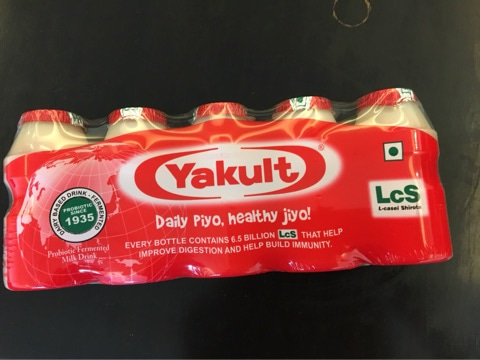 Yakult®
Daily Piyo, healthy jiyo!
EVERY BOTTLE CONTAINS 6.5 BILLION LcS THAT HELP
IMPROVE DIGESTION AND HELP BUILD IMMUNITY.
DAIRY BASED DRINK - FERMENTED
PROBIOTIC
SINCE
1935
Probiotic Fermented
Milk Drink
LcS
L-casei Shirota